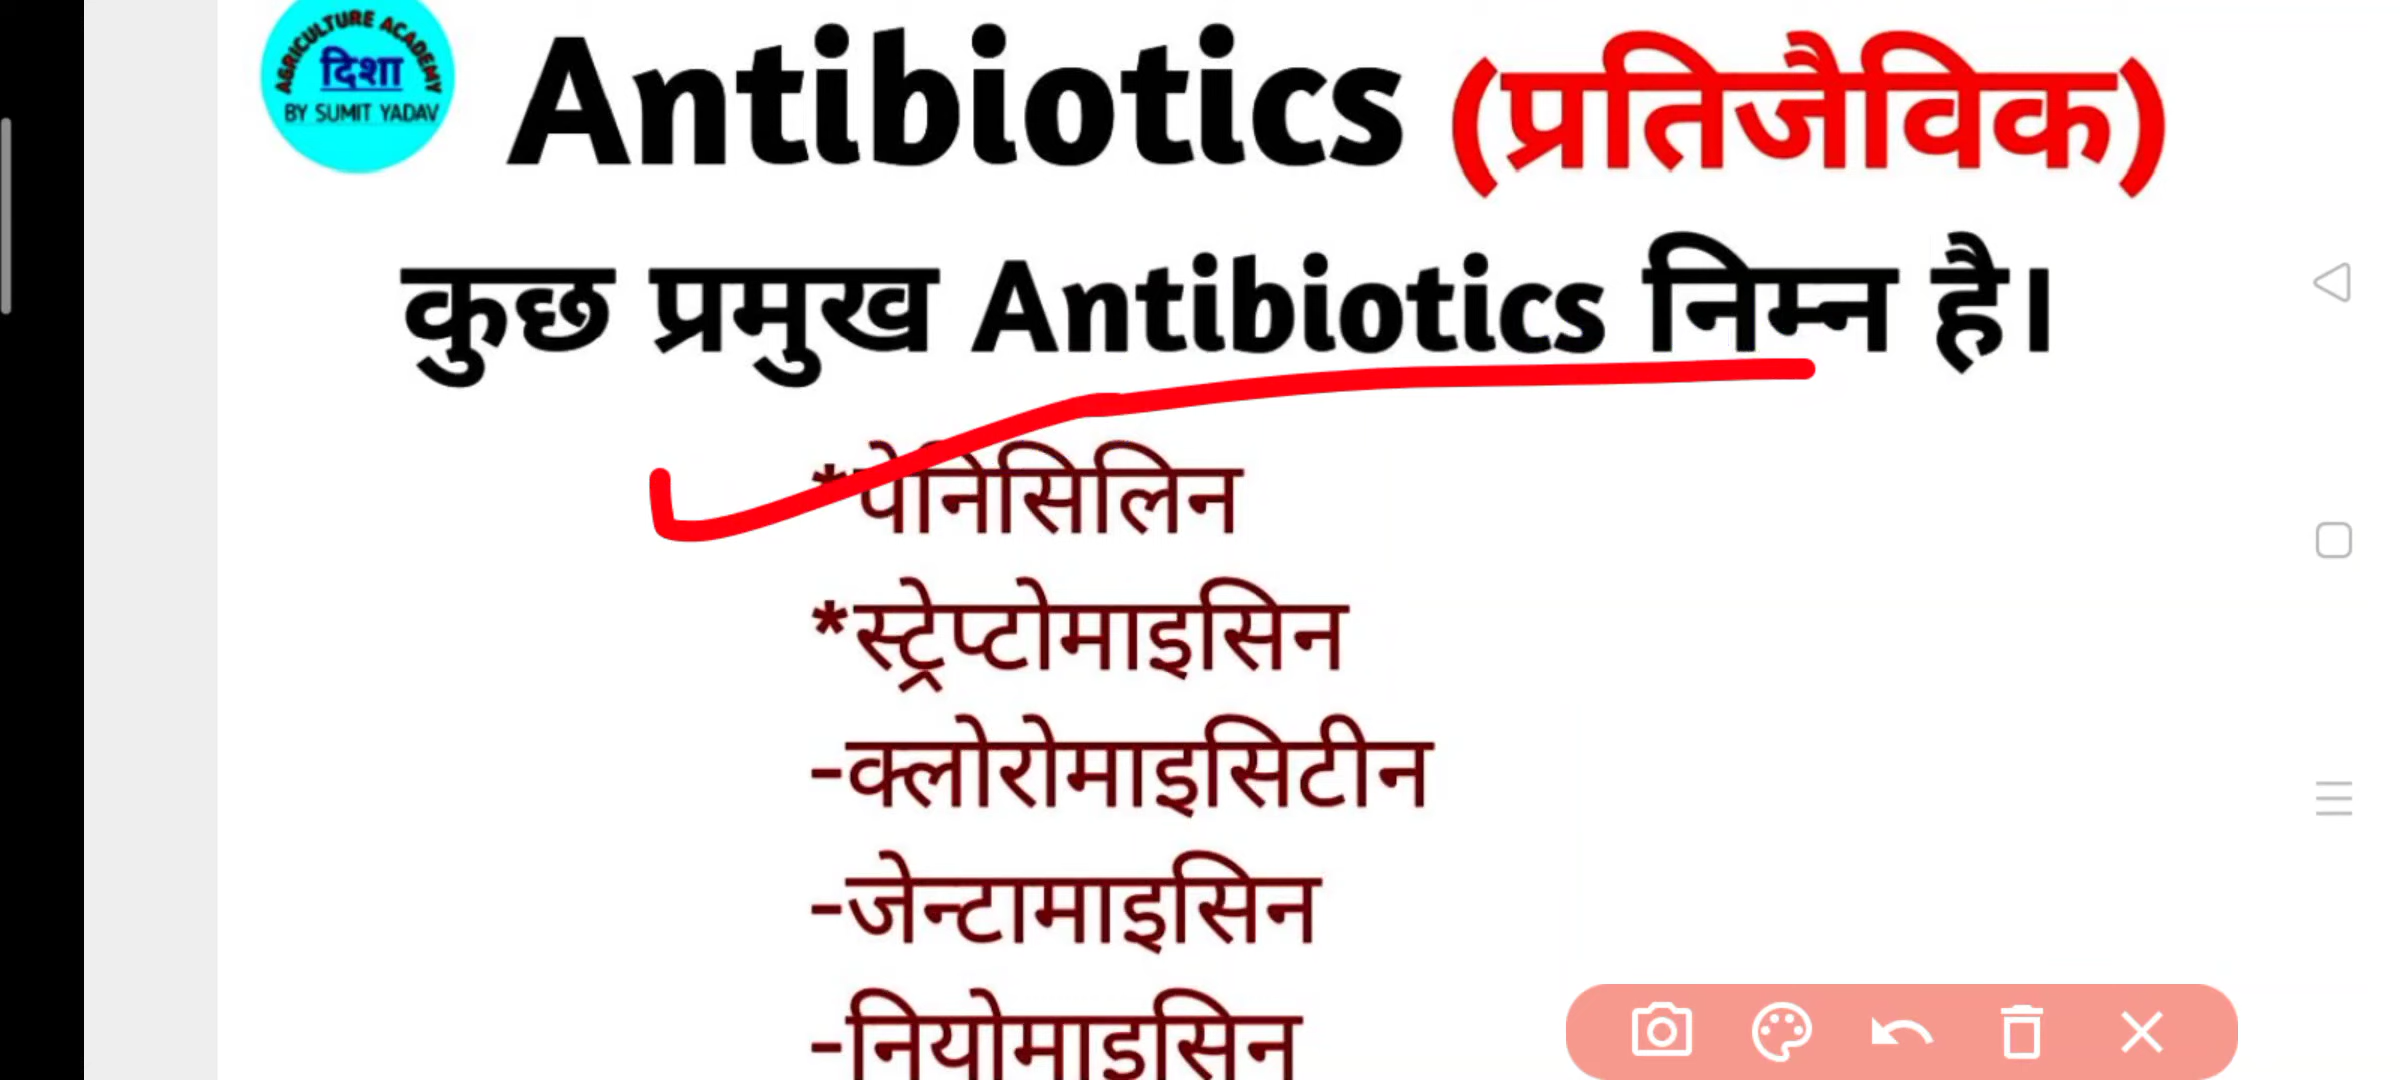 AGRICULTURE ACADEMY
दिशा
BY SUMIT YADAV
Antibiotics (प्रतिजैविक)
कुछ प्रमुख Antibiotics निम्न है।
*पेनिसिलिन
*स्ट्रेप्टोमाइसिन
-क्लोरोमाइसिटीन
-जेन्टामाइसिन
-नियोमाइसिन